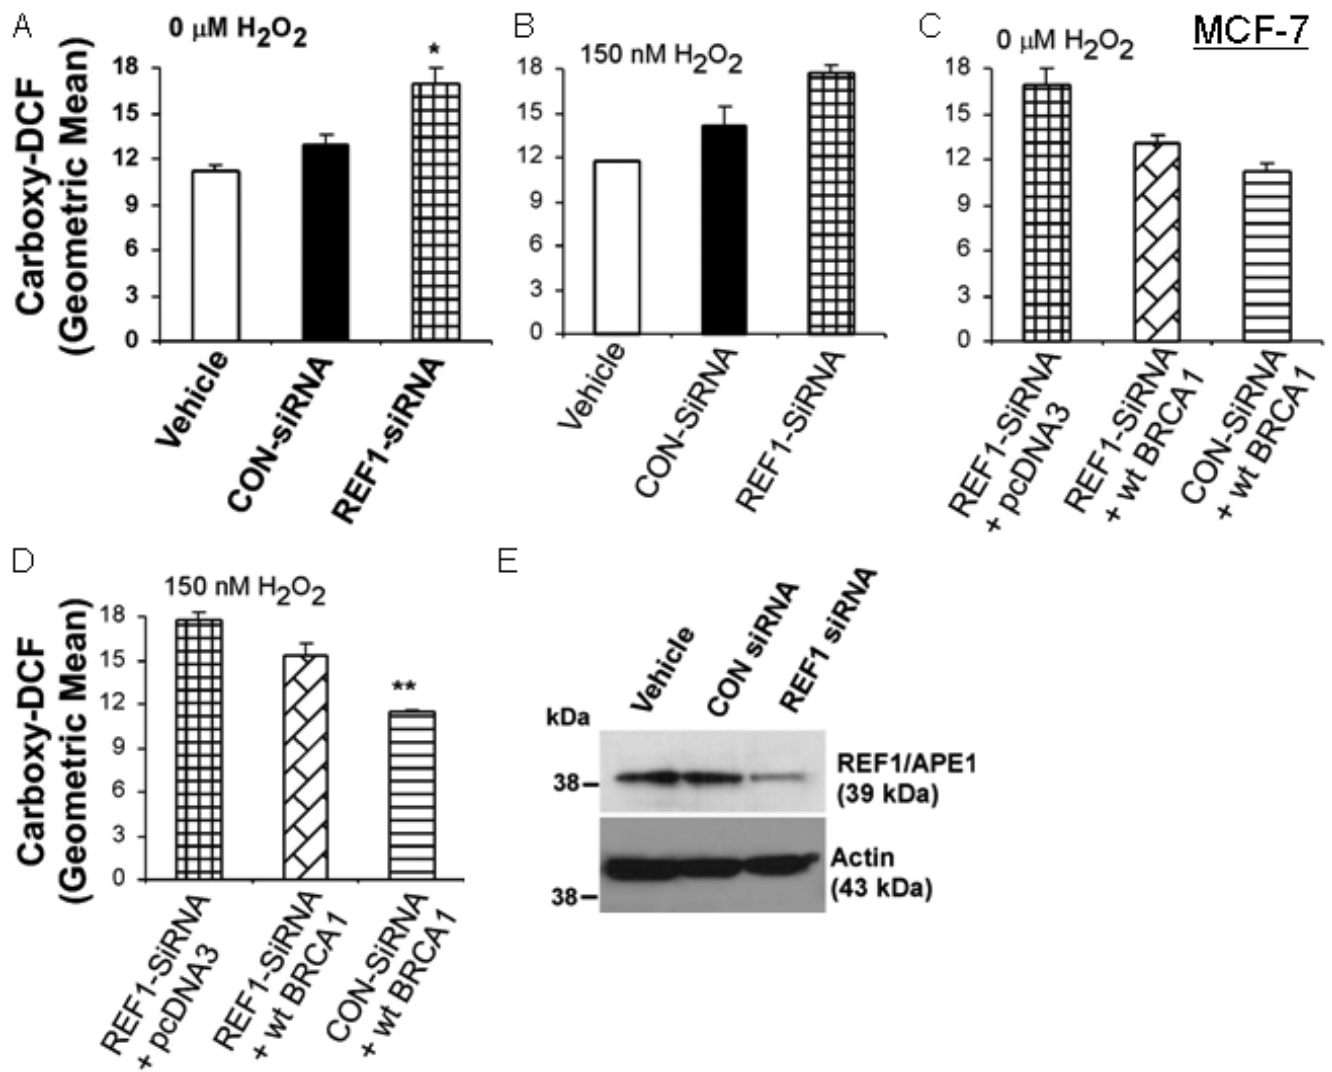 A
0 μM H2O2
*
Carboxy-DCF
(Geometric Mean)
18
15
12
9
6
3
0
Vehicle
CON-siRNA
REF1-siRNA
B
150 nM H2O2
18
15
12
9
6
3
0
Vehicle
CON-SiRNA
REF1-SiRNA
C
0 μM H2O2
MCF-7
18
15
12
9
6
3
0
REF1-SiRNA
+ pcDNA3
REF1-SiRNA
+ wt BRCA1
CON-SiRNA
+ wt BRCA1
D
150 nM H2O2
**
Carboxy-DCF
(Geometric Mean)
18
15
12
9
6
3
0
REF1-SiRNA
+ pcDNA3
REF1-SiRNA
+ wt BRCA1
CON-SiRNA
+ wt BRCA1
E
Vehicle
CON siRNA
REF1 siRNA
kDa
38
REF1/APE1
(39 kDa)
Actin
(43 kDa)
38